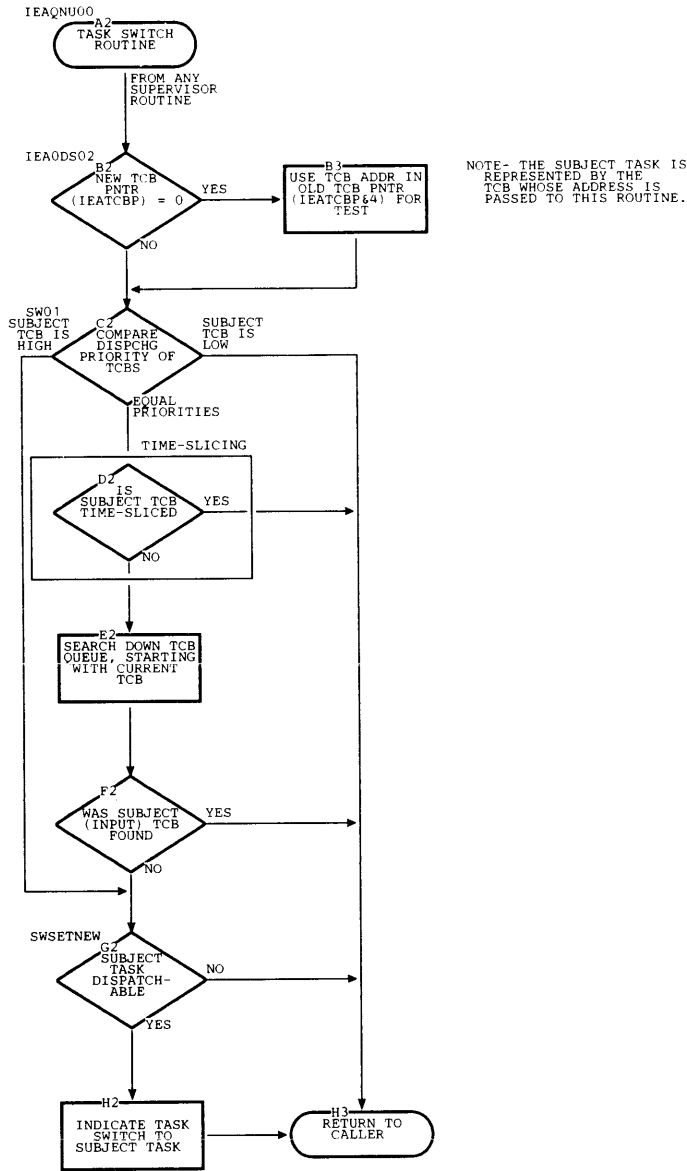 IEAQNU00
A2
TASK SWITCH
ROUTINE
FROM ANY
SUPERVISOR
ROUTINE
IEA0DS02
B2
NEW TCB
PNTR
(IEATCBP) = 0
YES
NO
B3
USE TCB ADDR IN
OLD TCB PNTR
(IEATCBP&4) FOR
TEST
NOTE- THE SUBJECT TASK IS
REPRESENTED BY THE
TCB WHOSE ADDRESS IS
PASSED TO THIS ROUTINE.
SW01
SUBJECT
TCB IS
HIGH
C2
COMPARE
DISPCHG
PRIORITY OF
TCBS
SUBJECT
TCB IS
LOW
EQUAL
PRIORITIES
TIME-SLICING
D2
IS
SUBJECT TCB
TIME-SLICED
YES
NO
E2
SEARCH DOWN TCB
QUEUE, STARTING
WITH CURRENT
TCB
F2
WAS SUBJECT
(INPUT) TCB
FOUND
YES
NO
SWSETNEW
G2
SUBJECT
TASK
DISPATCH-
ABLE
NO
YES
H2
INDICATE TASK
SWITCH TO
SUBJECT TASK
H3
RETURN TO
CALLER